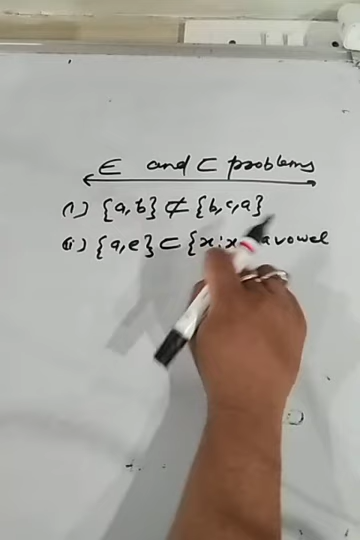 ∈ and ⊂ problems
(i) {a,b} ⊄ {b,c,a}
(ii) {a,e} ⊂ {x:x a vowel